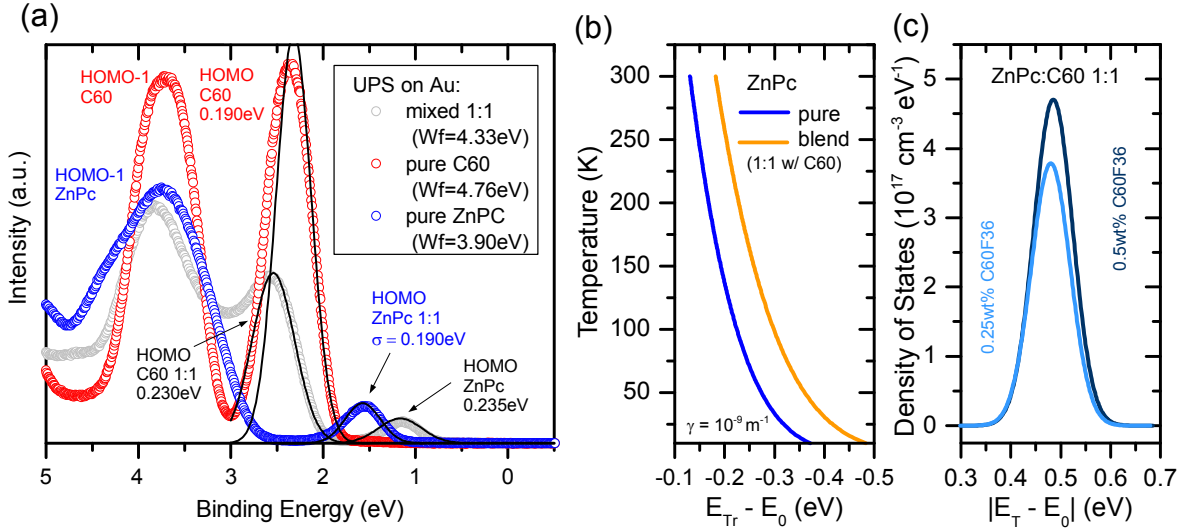 (a)
HOMO-1
C60
HOMO
C60
0.190eV
HOMO-1
ZnPc
UPS on Au:
mixed 1:1
(Wf=4.33eV)
pure C60
(Wf=4.76eV)
pure ZnPC
(Wf=3.90eV)
HOMO
C60 1:1
0.230eV
HOMO
ZnPc 1:1
σ = 0.190eV
HOMO
ZnPc
0.235eV
Intensity (a.u.)
5 4 3 2 1 0
Binding Energy (eV)
(b)
ZnPc
pure
blend
(1:1 w/ C60)
γ = 10⁻⁹ m⁻¹
Temperature (K)
300
250
200
150
100
50
-0.1 -0.2 -0.3 -0.4 -0.5
E_Tr - E_0 (eV)
(c)
ZnPc:C60 1:1
0.25wt% C60F36
0.5wt% C60F36
Density of States (10¹⁷ cm⁻³ eV⁻¹)
5
4
3
2
1
0
0.3 0.4 0.5 0.6 0.7
|E_T - E_0| (eV)